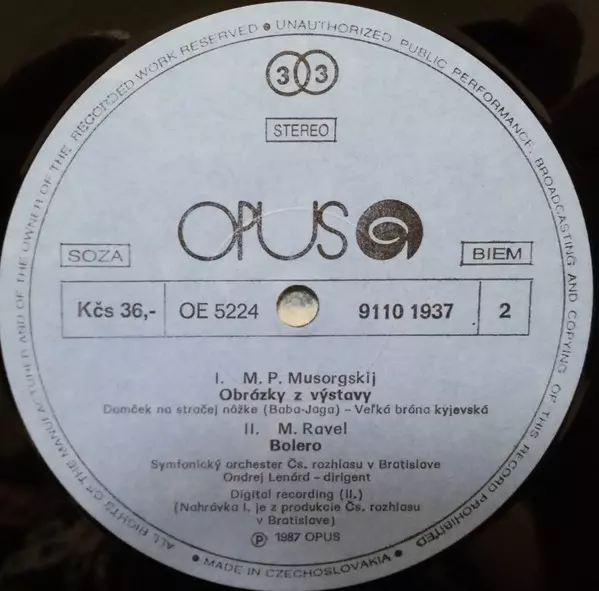 ALL RIGHTS OF THE MANUFACTURER AND OF THE OWNER OF THE RECORDED WORK RESERVED • UNAUTHORIZED PUBLIC PERFORMANCE, BROADCASTING AND COPYING OF THIS RECORD PROHIBITED
33
STEREO
OPUS
SOZA
BIEM
Kčs 36,-
OE 5224
9110 1937
2
I. M. P. Musorgskij
Obrázky z výstavy
Domček na stračej nôžke (Baba-Jaga) – Veľká brána kyjevská
II. M. Ravel
Bolero
Symfonický orchester Čs. rozhlasu v Bratislave
Ondrej Lenárd – dirigent
Digital recording (II.)
(Nahrávka I. je z produkcie Čs. rozhlasu
v Bratislave)
Ⓟ 1987 OPUS
• MADE IN CZECHOSLOVAKIA •